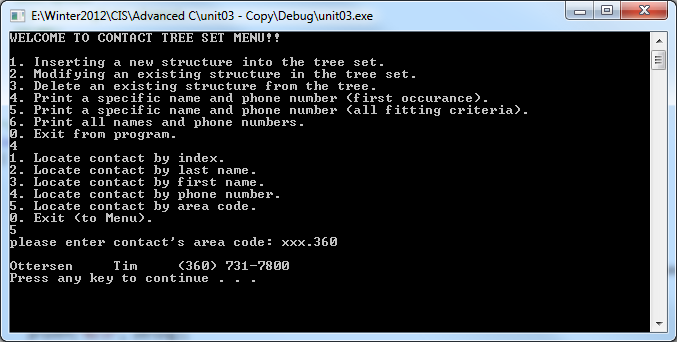 E:\Winter2012\CIS\Advanced C\unit03 - Copy\Debug\unit03.exe
WELCOME TO CONTACT TREE SET MENU!!
1. Inserting a new structure into the tree set.
2. Modifying an existing structure in the tree set.
3. Delete an existing structure from the tree.
4. Print a specific name and phone number (first occurance).
5. Print a specific name and phone number (all fitting criteria).
6. Print all names and phone numbers.
0. Exit from program.
4
1. Locate contact by index.
2. Locate contact by last name.
3. Locate contact by first name.
4. Locate contact by phone number.
5. Locate contact by area code.
0. Exit (to Menu).
5
please enter contact's area code: xxx.360
Ottersen Tim (360) 731-7800
Press any key to continue . . .